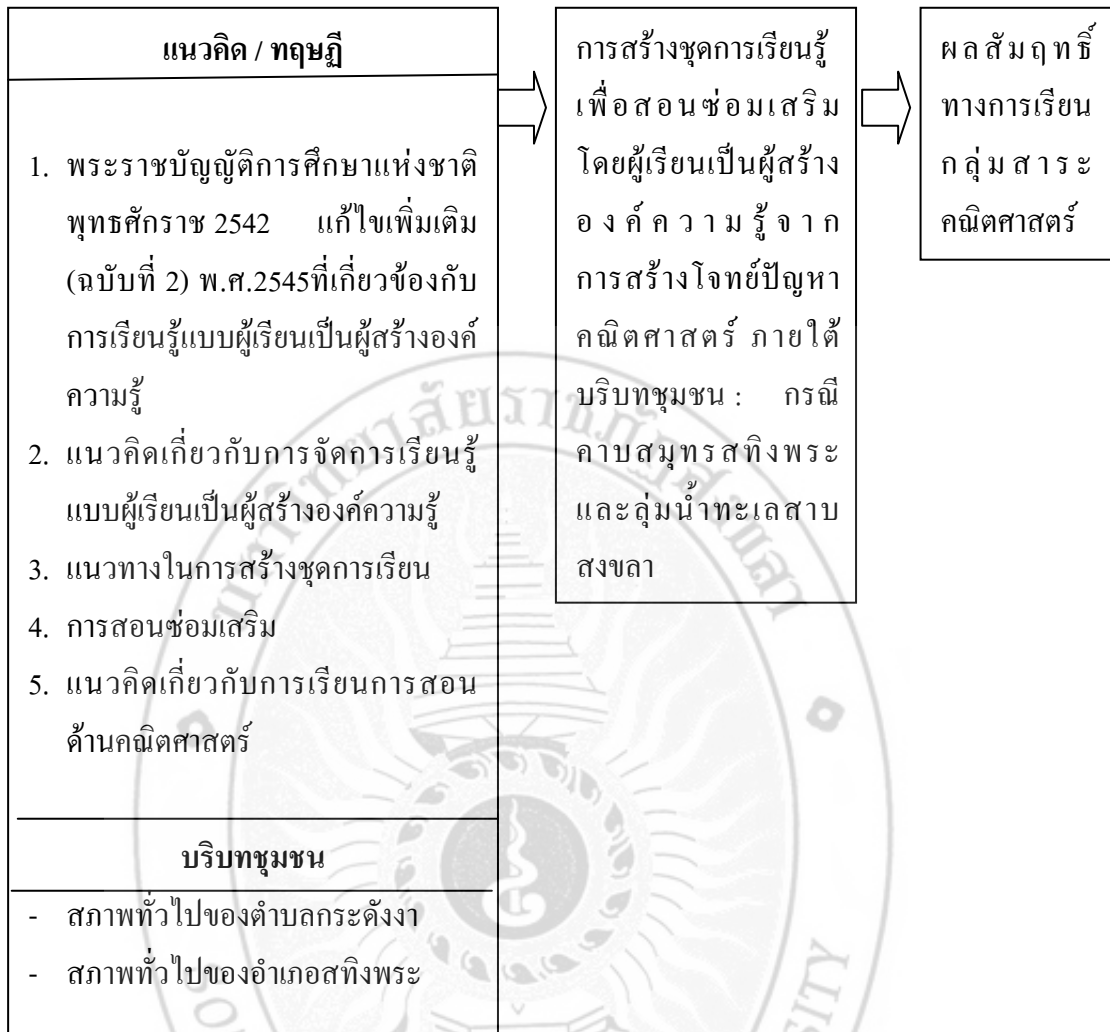 แนวคิด / ทฤษฎี
1. พระราชบัญญัติการศึกษาแห่งชาติ
พุทธศักราช 2542 แก้ไขเพิ่มเติม
(ฉบับที่ 2) พ.ศ.2545ที่เกี่ยวข้องกับ
การเรียนรู้แบบผู้เรียนเป็นผู้สร้างองค์
ความรู้
2. แนวคิดเกี่ยวกับการจัดการเรียนรู้
แบบผู้เรียนเป็นผู้สร้างองค์ความรู้
3. แนวทางในการสร้างชุดการเรียน
4. การสอนซ่อมเสริม
5. แนวคิดเกี่ยวกับการเรียนการสอน
ด้านคณิตศาสตร์
บริบทชุมชน
- สภาพทั่วไปของตำบลกระดังงา
- สภาพทั่วไปของอำเภอสทิงพระ
การสร้างชุดการเรียนรู้
เพื่อสอนซ่อมเสริม
โดยผู้เรียนเป็นผู้สร้าง
องค์ความรู้จาก
การสร้างโจทย์ปัญหา
คณิตศาสตร์ ภายใต้
บริบทชุมชน : กรณี
คาบสมุทรสทิงพระ
และลุ่มน้ำทะเลสาบ
สงขลา
ผลสัมฤทธิ์
ทางการเรียน
กลุ่มสาระ
คณิตศาสตร์
มหาวิทยาลัยราชภัฏสงขลา